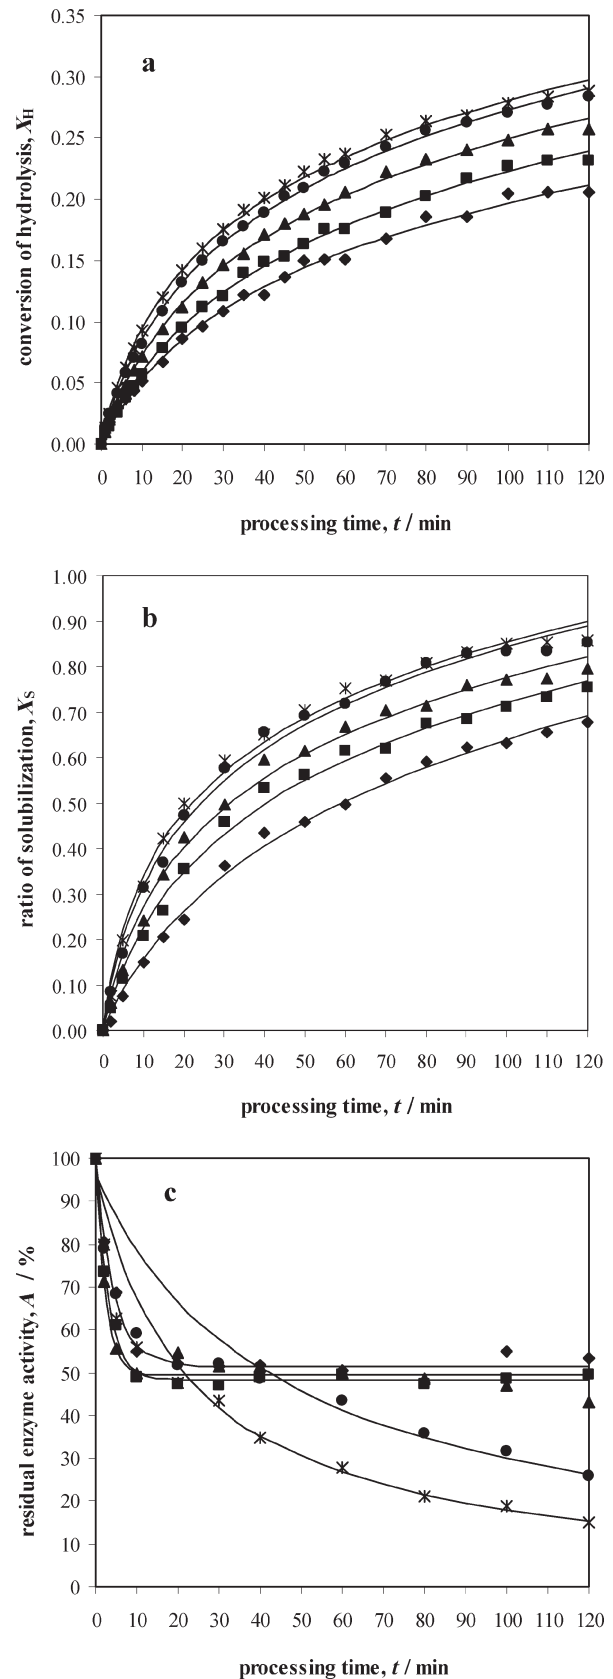 0.35
a
0.30
0.25
0.20
0.15
0.10
0.05
0.00
conversion of hydrolysis, X_H
0 10 20 30 40 50 60 70 80 90 100 110 120
processing time, t / min
1.00
b
0.90
0.80
0.70
0.60
0.50
0.40
0.30
0.20
0.10
0.00
ratio of solubilization, X_S
0 10 20 30 40 50 60 70 80 90 100 110 120
processing time, t / min
100
c
90
80
70
60
50
40
30
20
10
0
residual enzyme activity, A / %
0 10 20 30 40 50 60 70 80 90 100 110 120
processing time, t / min